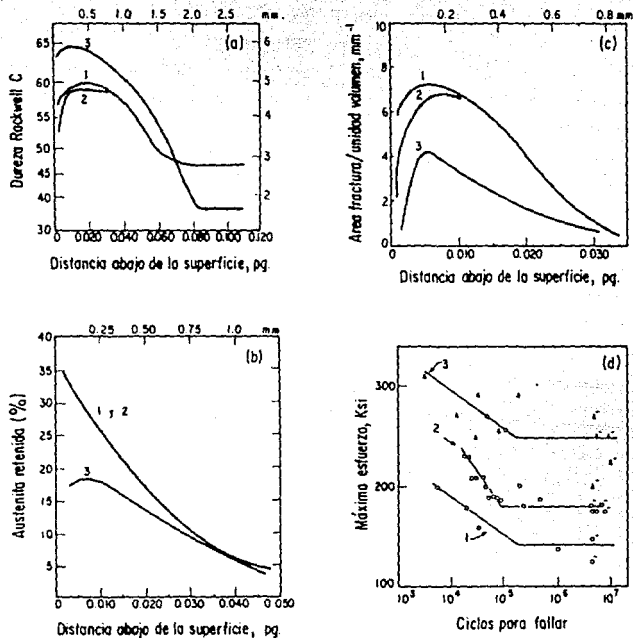 0.5 1.0 1.5 2.0 2.5 mm.
(a)
Dureza Rockwell C
65
60
55
50
45
40
30
3
1
2
6
5
4
3
2
0 0.020 0.040 0.060 0.080 0.100 0.120
Distancia abajo de la superficie, pg.
0 0.2 0.4 0.6 0.8 mm
(c)
Area fractura/unidad volumen, mm⁻¹
10
8
6
4
2
0
1
2
3
0 0.010 0.020 0.030
Distancia abajo de la superficie, pg.
0 0.25 0.50 0.75 1.0 mm
(b)
Austenita retenida (%)
40
35
30
25
20
15
10
5
1 y 2
3
0 0.010 0.020 0.030 0.040 0.050
Distancia abajo de la superficie, pg.
(d)
Máximo esfuerzo, Ksi
300
200
100
3
2
1
10³ 10⁴ 10⁵ 10⁶ 10⁷
Ciclos para fallar